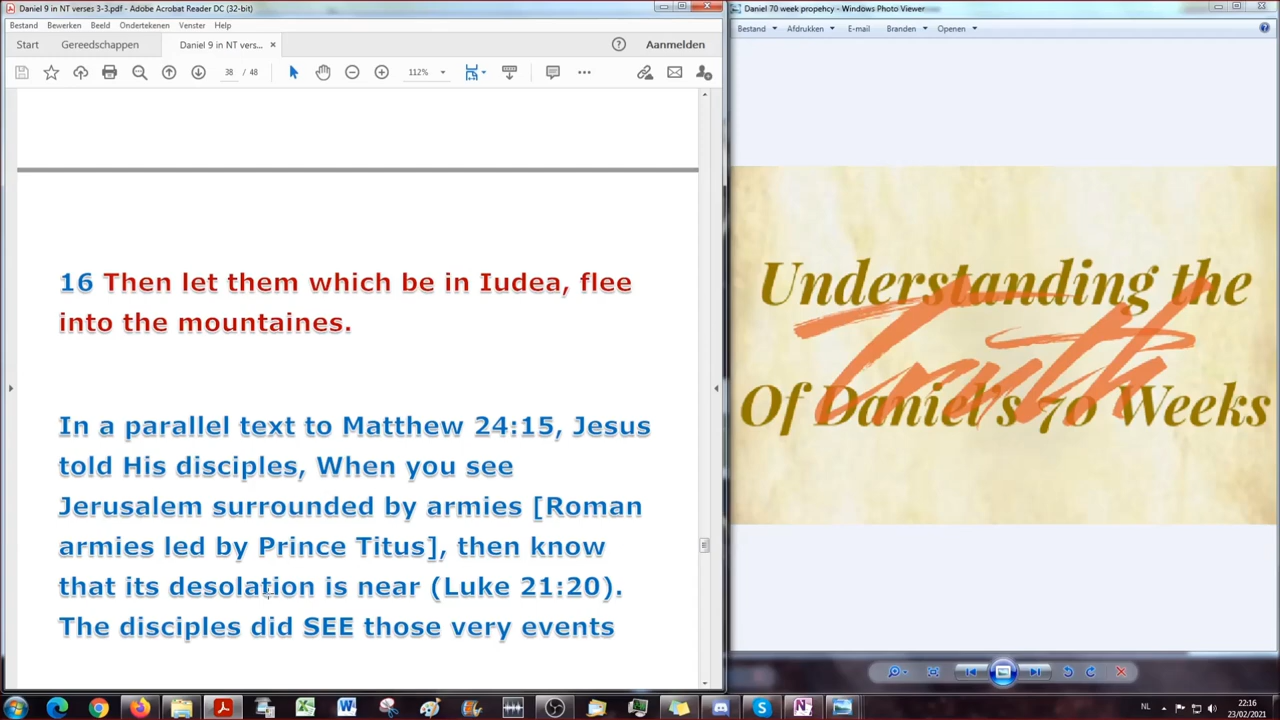 Daniel 9 in NT verses 3-3.pdf - Adobe Acrobat Reader DC (32-bit)
Bestand Bewerken Beeld Ondertekenen Venster Help
Start Gereedschappen Daniel 9 in NT vers... × Aanmelden
38 / 48 112%
16 Then let them which be in Iudea, flee
into the mountaines.
In a parallel text to Matthew 24:15, Jesus
told His disciples, When you see
Jerusalem surrounded by armies [Roman
armies led by Prince Titus], then know
that its desolation is near (Luke 21:20).
The disciples did SEE those very events
Daniel 70 week propehcy - Windows Photo Viewer
Bestand Afdrukken E-mail Branden Openen
Understanding the
Truth
Of Daniel's 70 Weeks
NL 22:16
23/02/2021